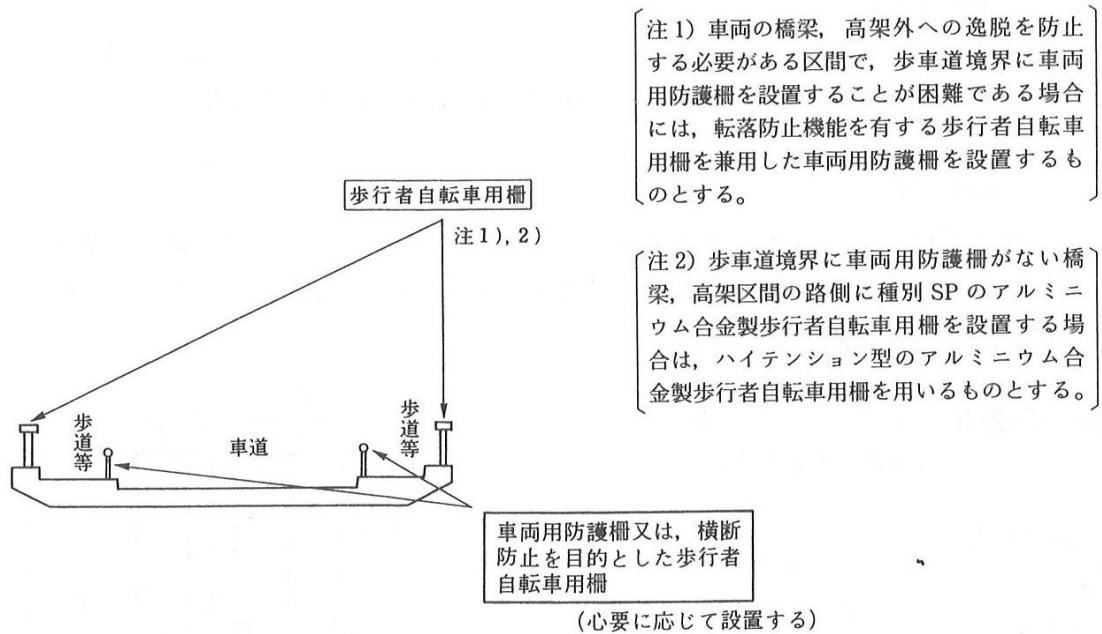 注1）車両の橋梁，高架外への逸脱を防止
する必要がある区間で，歩車道境界に車両
用防護柵を設置することが困難である場合
には，転落防止機能を有する歩行者自転車
用柵を兼用した車両用防護柵を設置するも
のとする。
歩行者自転車用柵
注1），2）
注2）歩車道境界に車両用防護柵がない橋
梁，高架区間の路側に種別 SP のアルミニ
ウム合金製歩行者自転車用柵を設置する場
合は，ハイテンション型のアルミニウム合
金製歩行者自転車用柵を用いるものとする。
歩道等
車道
歩道等
車両用防護柵又は，横断
防止を目的とした歩行者
自転車用柵
（心要に応じて設置する）